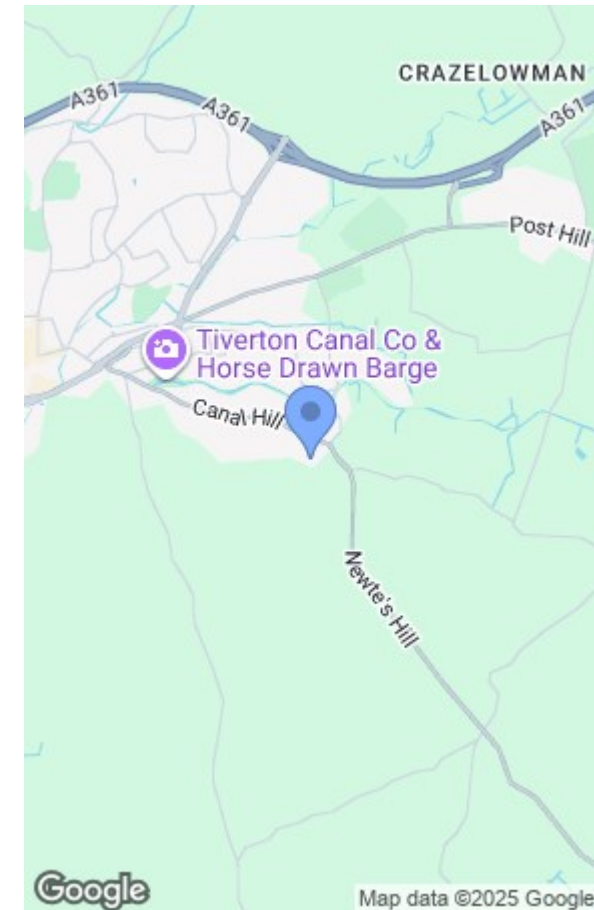 CRAZELOWMAN
A361
A361
A361
Post Hill
Tiverton Canal Co &
Horse Drawn Barge
Canal Hill
Newte's Hill
Google
Map data ©2025 Google